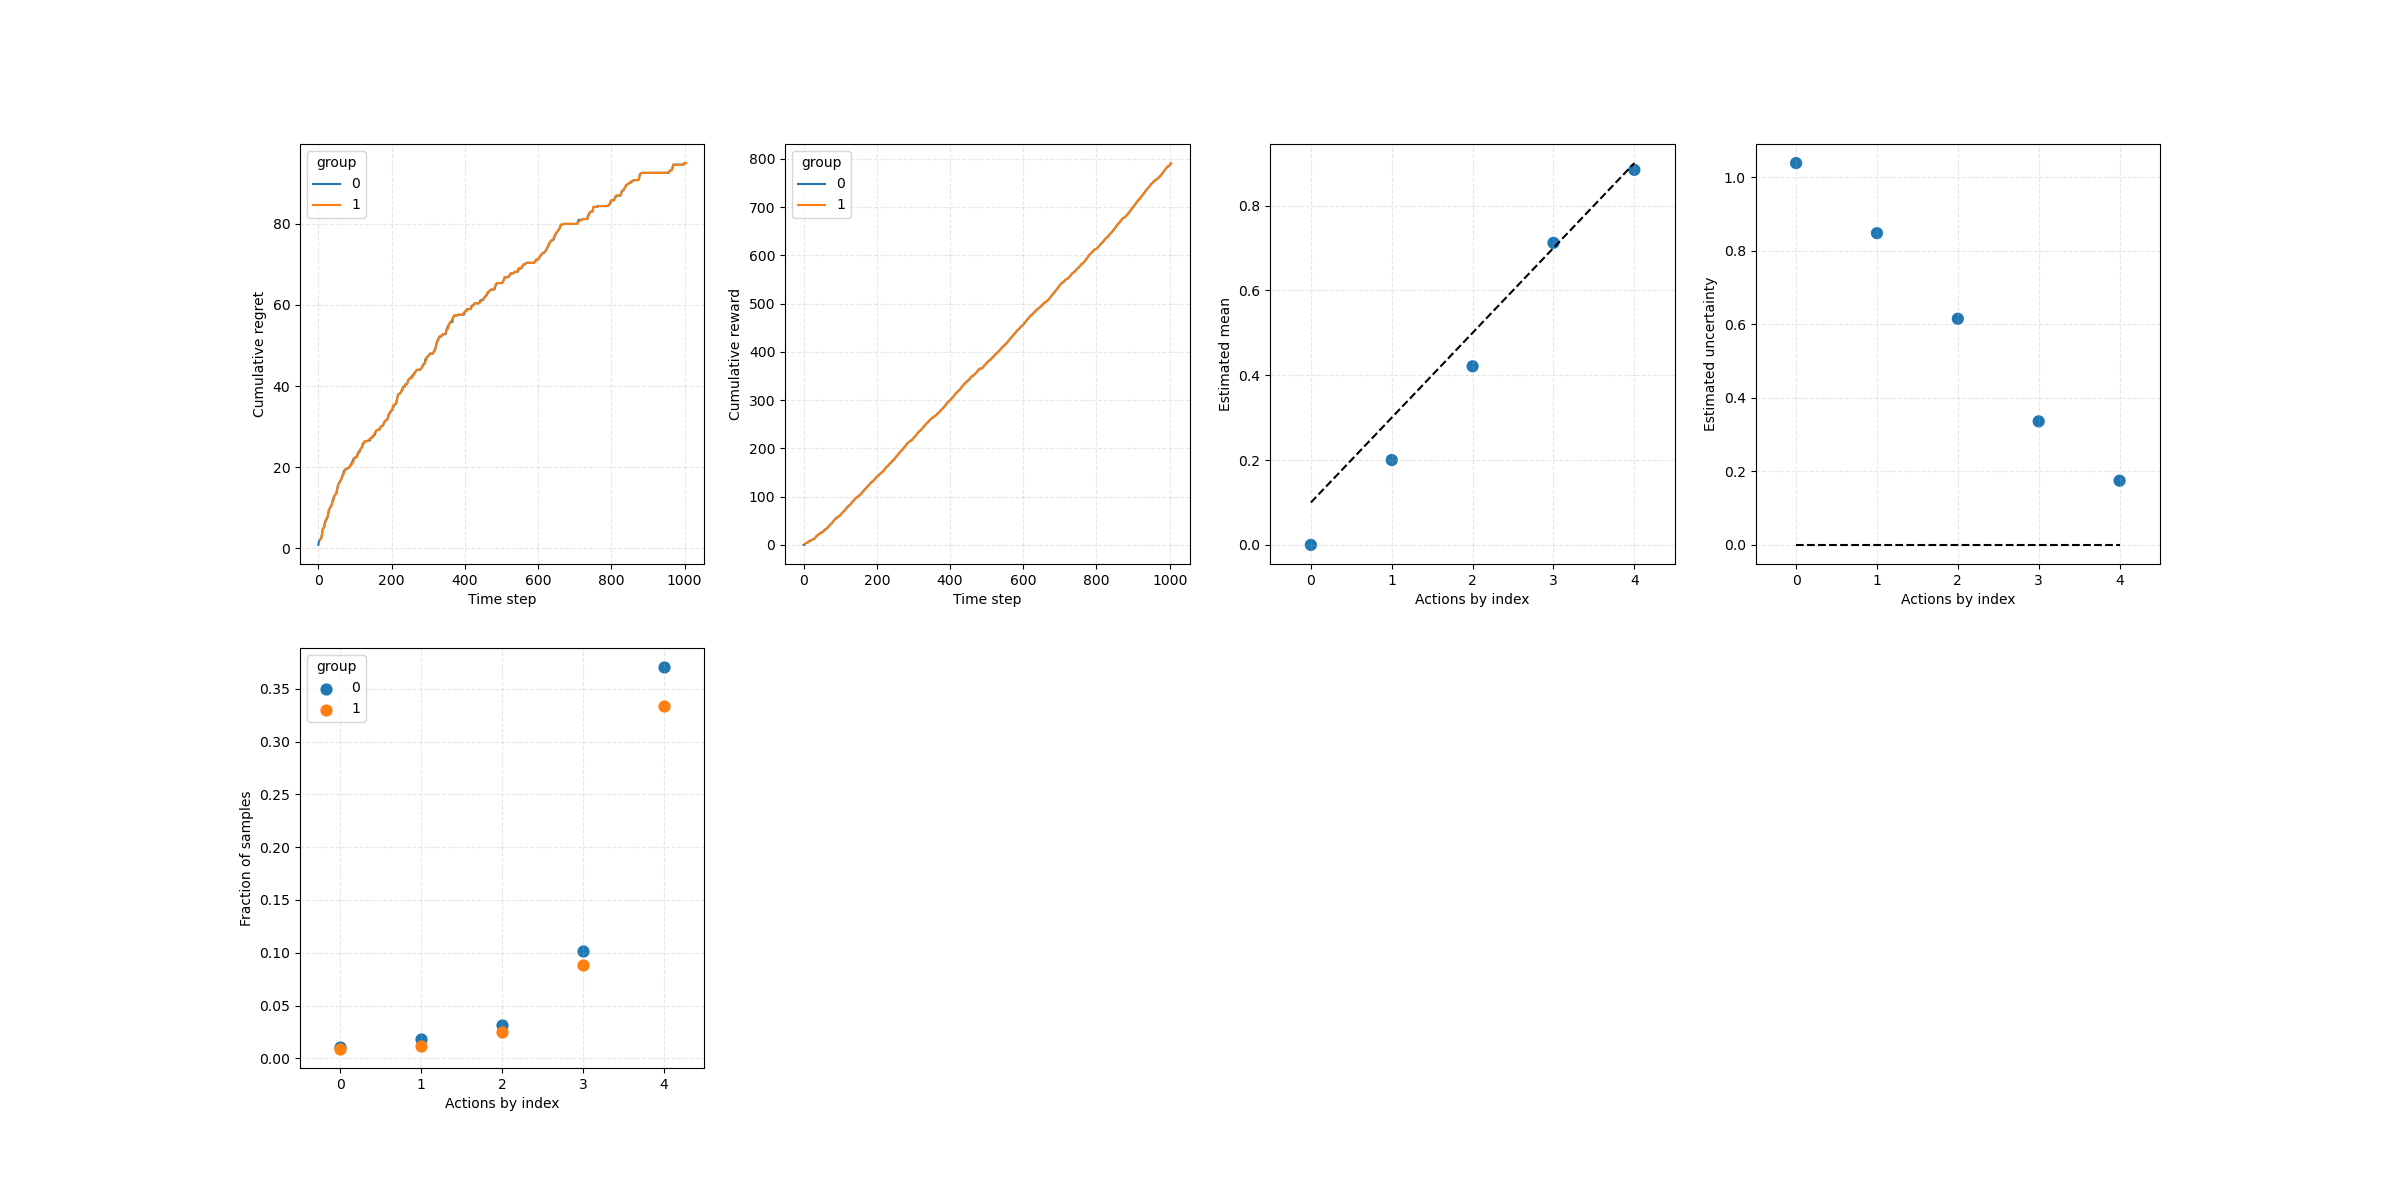 group
0
1
80
60
40
20
0
Cumulative regret
0 200 400 600 800 1000
Time step
group
0
1
800
700
600
500
400
300
200
100
0
Cumulative reward
0 200 400 600 800 1000
Time step
0.8
0.6
0.4
0.2
0.0
Estimated mean
0 1 2 3 4
Actions by index
1.0
0.8
0.6
0.4
0.2
0.0
Estimated uncertainty
0 1 2 3 4
Actions by index
group
0
1
0.35
0.30
0.25
0.20
0.15
0.10
0.05
0.00
Fraction of samples
0 1 2 3 4
Actions by index